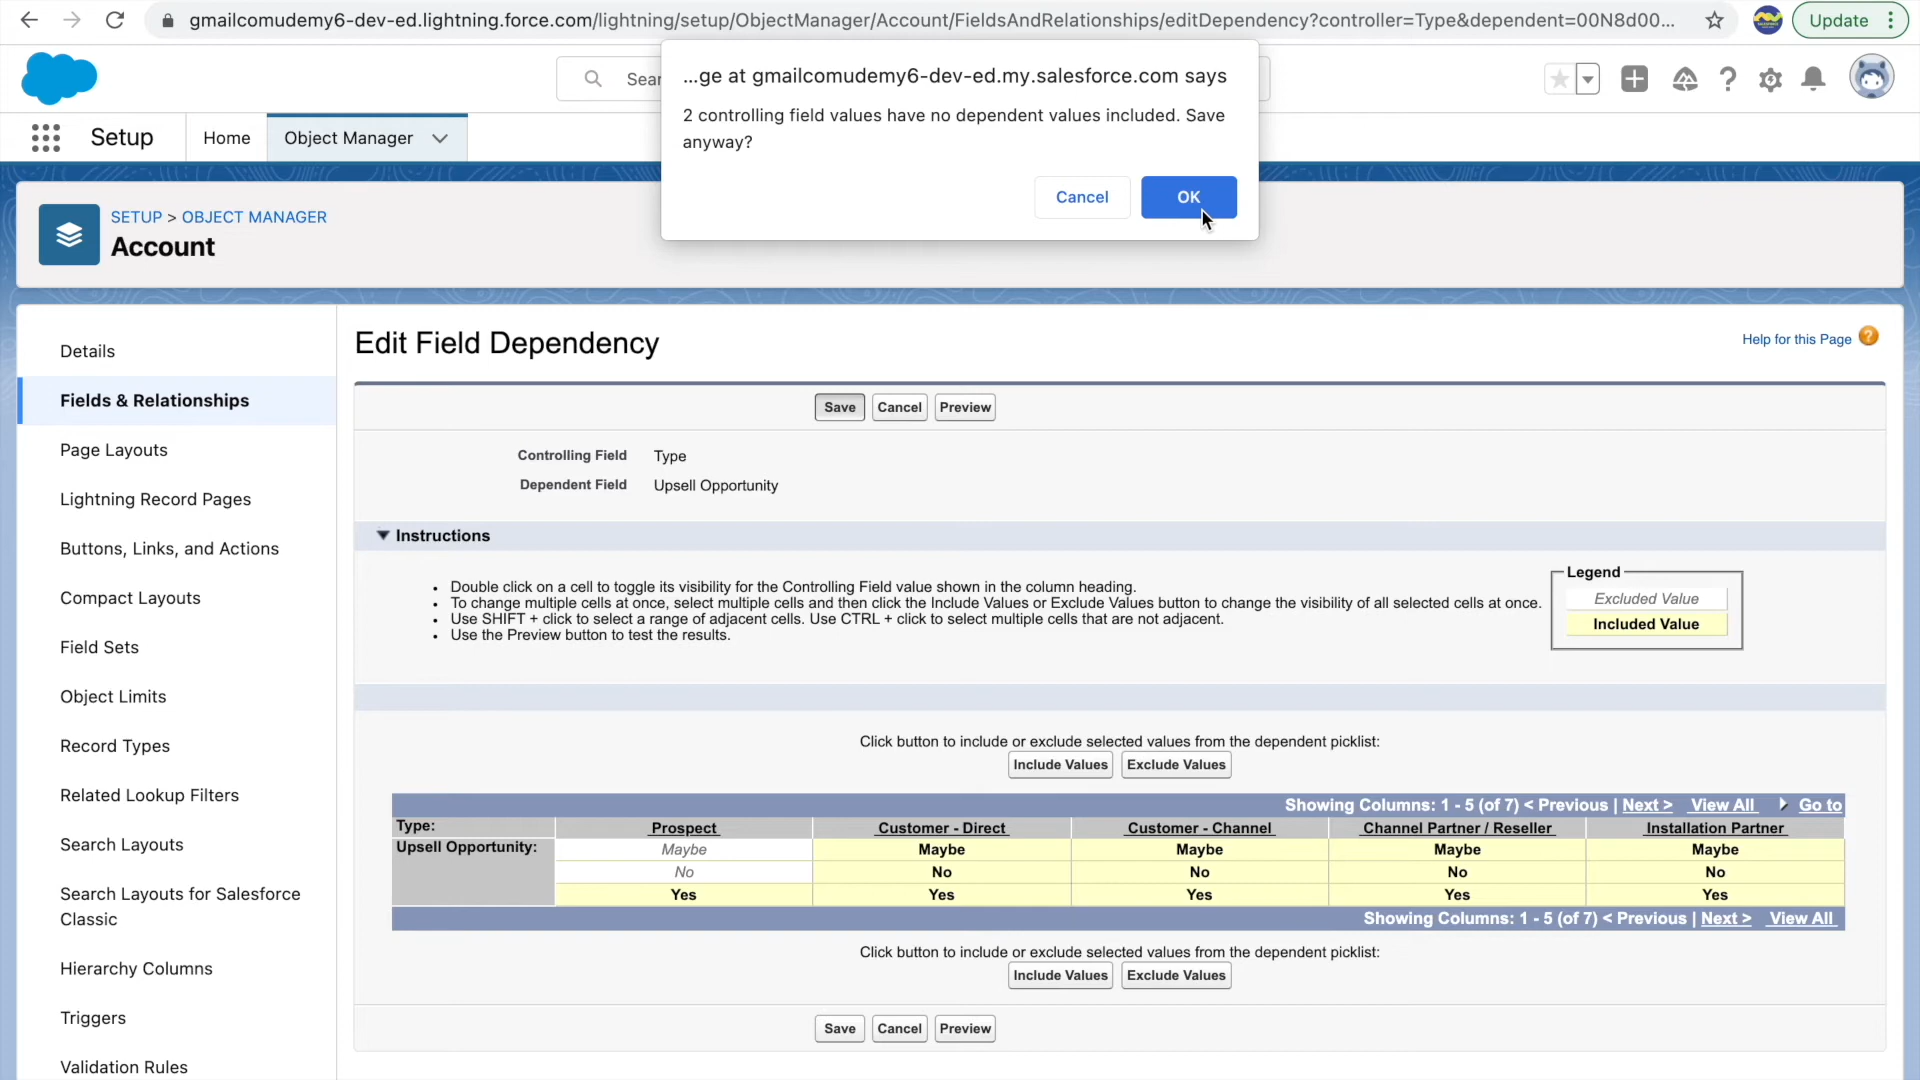 gmailcomudemy6-dev-ed.lightning.force.com/lightning/setup/ObjectManager/Account/FieldsAndRelationships/editDependency?controller=Type&dependent=00N8d00...
Update
...ge at gmailcomudemy6-dev-ed.my.salesforce.com says
2 controlling field values have no dependent values included. Save
anyway?
Cancel
OK
Sear
Setup
Home
Object Manager
SETUP > OBJECT MANAGER
Account
Details
Fields & Relationships
Page Layouts
Lightning Record Pages
Buttons, Links, and Actions
Compact Layouts
Field Sets
Object Limits
Record Types
Related Lookup Filters
Search Layouts
Search Layouts for Salesforce
Classic
Hierarchy Columns
Triggers
Validation Rules
Edit Field Dependency
Help for this Page ?
Save Cancel Preview
Controlling Field Type
Dependent Field Upsell Opportunity
Instructions
• Double click on a cell to toggle its visibility for the Controlling Field value shown in the column heading.
• To change multiple cells at once, select multiple cells and then click the Include Values or Exclude Values button to change the visibility of all selected cells at once.
• Use SHIFT + click to select a range of adjacent cells. Use CTRL + click to select multiple cells that are not adjacent.
• Use the Preview button to test the results.
Legend
Excluded Value
Included Value
Click button to include or exclude selected values from the dependent picklist:
Include Values Exclude Values
Showing Columns: 1 - 5 (of 7) < Previous | Next > View All Go to
Type: Prospect Customer - Direct Customer - Channel Channel Partner / Reseller Installation Partner
Upsell Opportunity: Maybe Maybe Maybe Maybe Maybe
No No No No No
Yes Yes Yes Yes Yes
Showing Columns: 1 - 5 (of 7) < Previous | Next > View All
Click button to include or exclude selected values from the dependent picklist:
Include Values Exclude Values
Save Cancel Preview